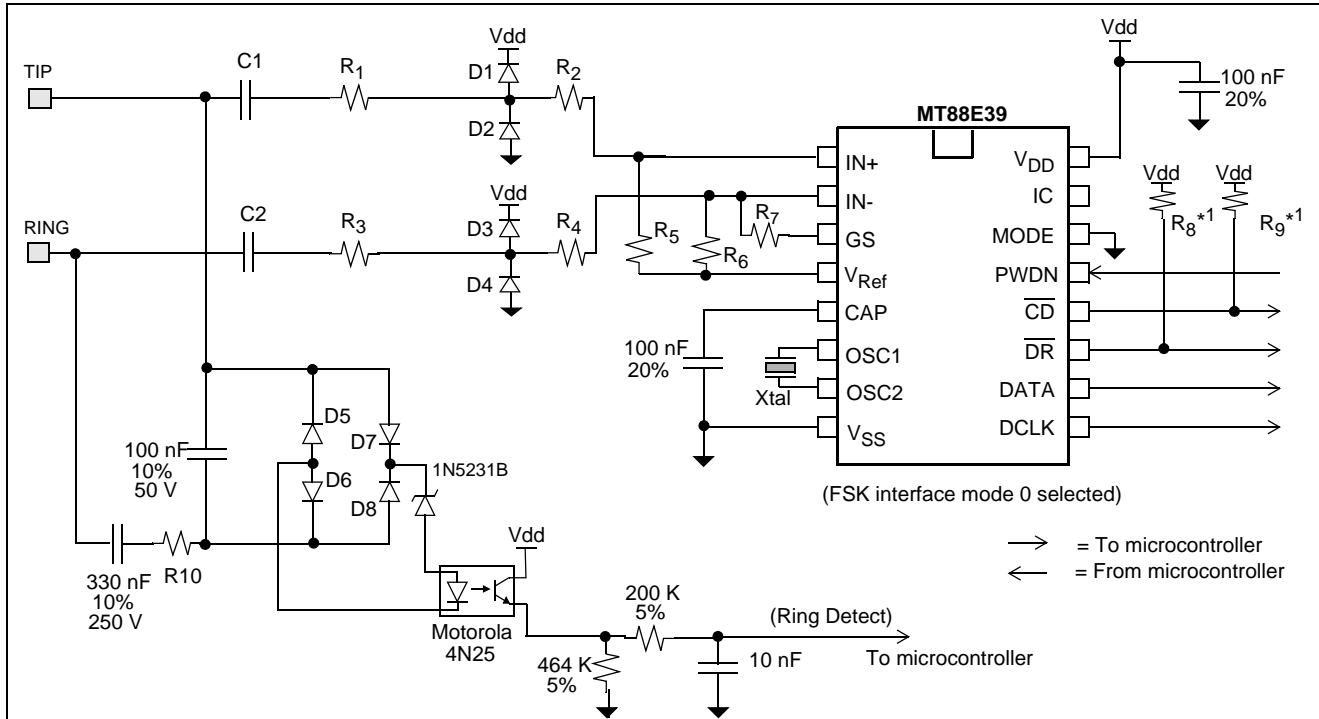 TIP
C1
R1
Vdd
D1
D2
R2
RING
C2
R3
Vdd
D3
D4
R4
R5
R6
R7
MT88E39
IN+
IN-
GS
VRef
CAP
OSC1
OSC2
VSS
VDD
IC
MODE
PWDN
CD
DR
DATA
DCLK
Vdd
100 nF
20%
Vdd
R8*1
Vdd
R9*1
100 nF
20%
Xtal
(FSK interface mode 0 selected)
= To microcontroller
= From microcontroller
100 nF
10%
50 V
D5
D6
D7
D8
1N5231B
330 nF
10%
250 V
R10
Vdd
Motorola
4N25
464 K
5%
200 K
5%
10 nF
(Ring Detect)
To microcontroller